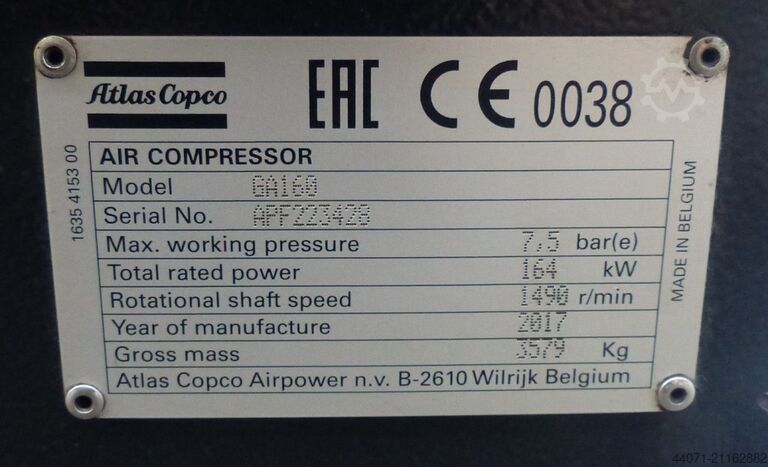 Atlas Copco EAC CE 0038
AIR COMPRESSOR
Model GA160
Serial No. APF223428
Max. working pressure 7,5 bar(e)
Total rated power 164 kW
Rotational shaft speed 1490 r/min
Year of manufacture 2017
Gross mass 3579 Kg
Atlas Copco Airpower n.v. B-2610 Wilrijk Belgium
1635 4153 00
MADE IN BELGIUM
44071-21162882